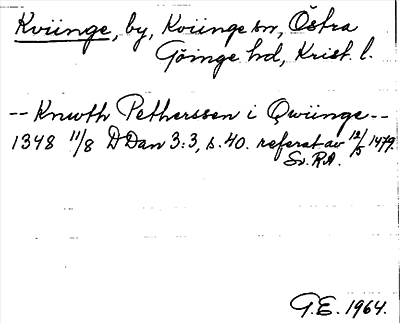 Kviinge, by, Kviinge sn, Östra
Göinge hd, Krist. l.
-- Knwth Petherssen i Qwiinge --
1348 11/8 DDan 3:3, s. 40. referat av 12/5 1479.
Sv. RA.
G.E. 1964.